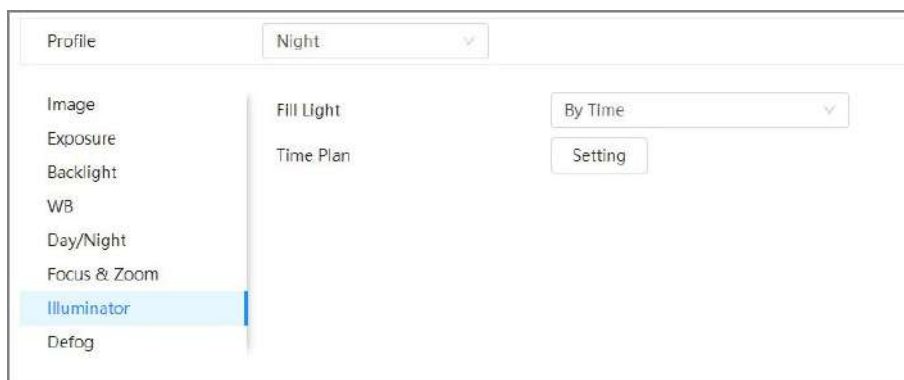 Profile Night
Image
Exposure
Backlight
WB
Day/Night
Focus & Zoom
Illuminator
Defog
Fill Light By Time
Time Plan Setting